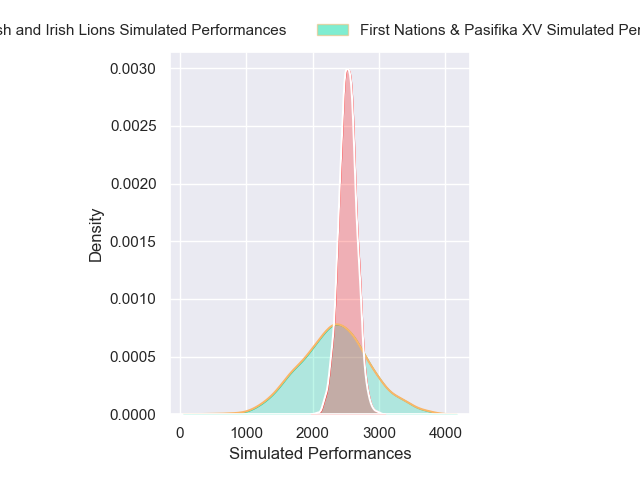 sh and Irish Lions Simulated Performances First Nations & Pasifika XV Simulated Per
0.0030
0.0025
0.0020
0.0015
0.0010
0.0005
0.0000
Density
0 1000 2000 3000 4000
Simulated Performances